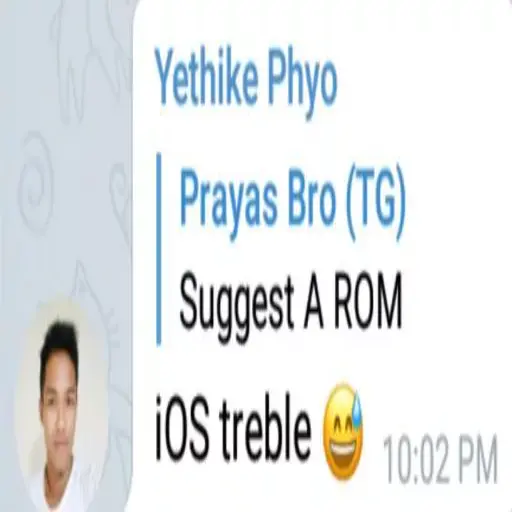 Yethike Phyo
Prayas Bro (TG)
Suggest A ROM
iOS treble 😅 10:02 PM